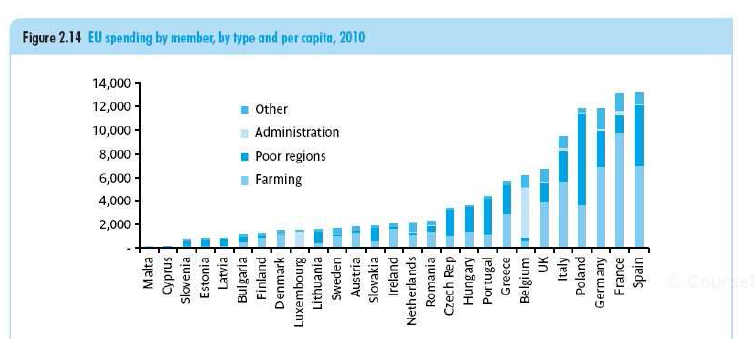 Figure 2.14 EU spending by member, by type and per capita, 2010
14,000
12,000
10,000
8,000
6,000
4,000
2,000
-
Other
Administration
Poor regions
Farming
Malta
Cyprus
Slovenia
Estonia
Latvia
Bulgaria
Finland
Denmark
Luxembourg
Lithuania
Sweden
Austria
Slovakia
Ireland
Netherlands
Romania
Czech Rep
Hungary
Portugal
Greece
Belgium
UK
Italy
Poland
Germany
France
Spain